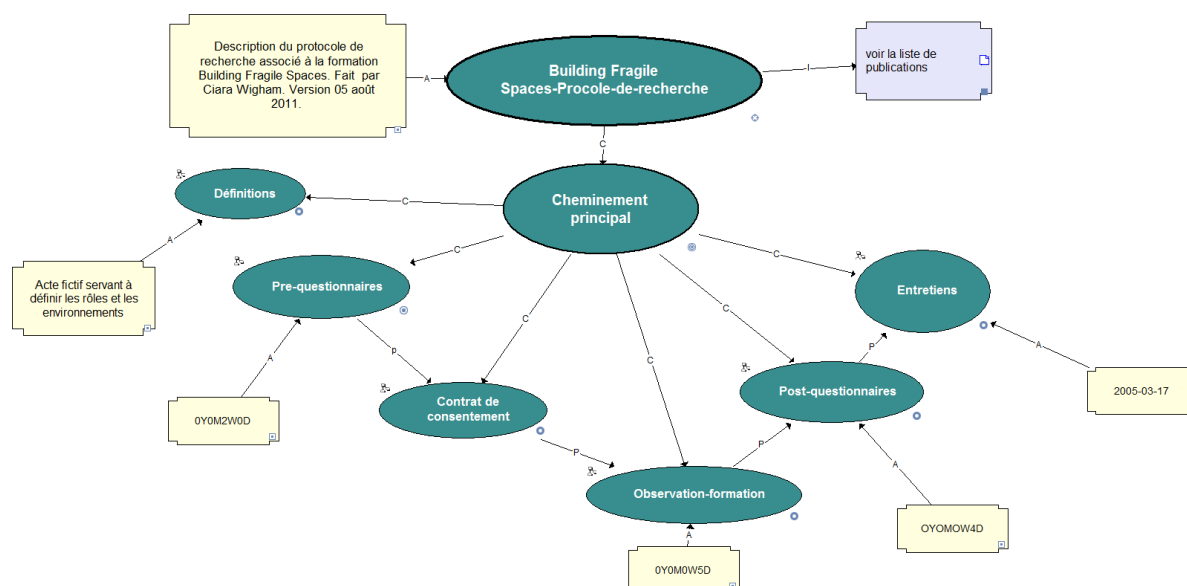 Description du protocole de
recherche associé à la formation
Building Fragile Spaces. Fait par
Ciara Wigham. Version 05 août
2011.
A
Building Fragile
Spaces-Procole-de-recherche
I
voir la liste de
publications
C
Cheminement
principal
Définitions
C
A
Acte fictif servant à
définir les rôles et les
environnements
C
Pre-questionnaires
A
0Y0M2W0D
p
C
Contrat de
consentement
P
C
Observation-formation
A
0Y0M0W5D
P
C
Post-questionnaires
A
OYOMOW4D
P
C
Entretiens
A
2005-03-17